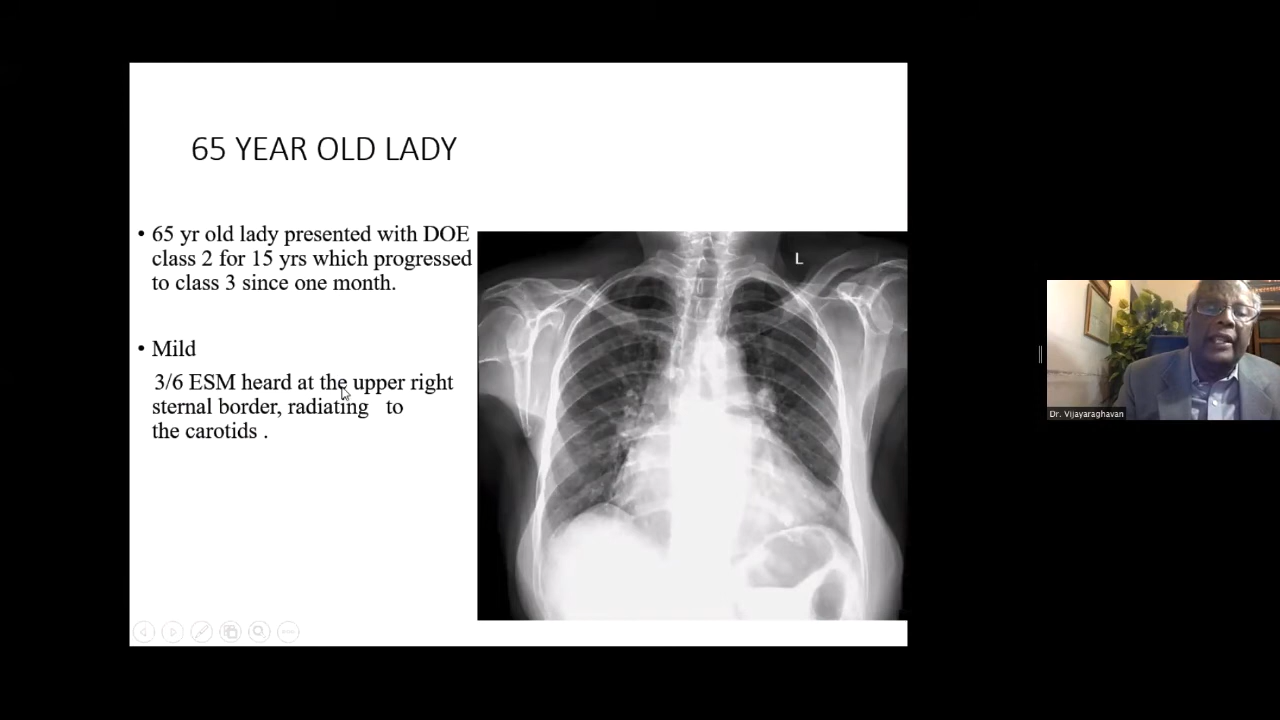 65 YEAR OLD LADY
• 65 yr old lady presented with DOE
class 2 for 15 yrs which progressed
to class 3 since one month.
• Mild
3/6 ESM heard at the upper right
sternal border, radiating to
the carotids .
L
Dr. Vijayaraghavan